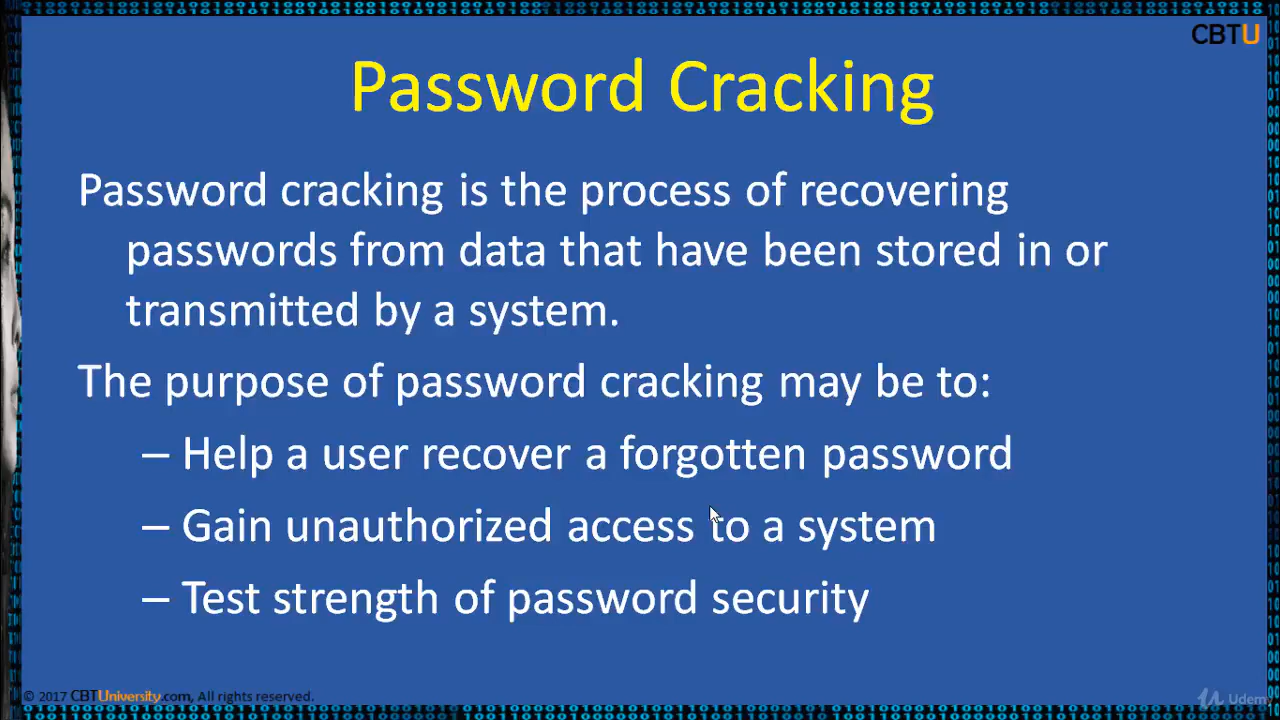 CBTU
Password Cracking
Password cracking is the process of recovering
passwords from data that have been stored in or
transmitted by a system.
The purpose of password cracking may be to:
– Help a user recover a forgotten password
– Gain unauthorized access to a system
– Test strength of password security
© 2017 CBTUniversity.com, All rights reserved.
Udemy